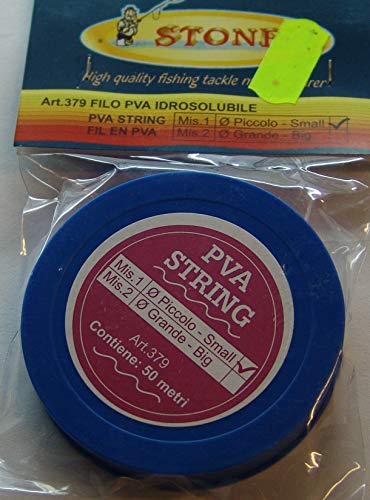 STONF
High quality fishing tackle
Art.379 FILO PVA IDROSOLUBILE
PVA STRING Mis.1 Ø Piccolo - Small
FIL EN PVA Mis.2 Ø Grande - Big
PVA
STRING
Mis.1 Ø Piccolo - Small
Mis.2 Ø Grande - Big
Art.379
Contiene: 50 metri